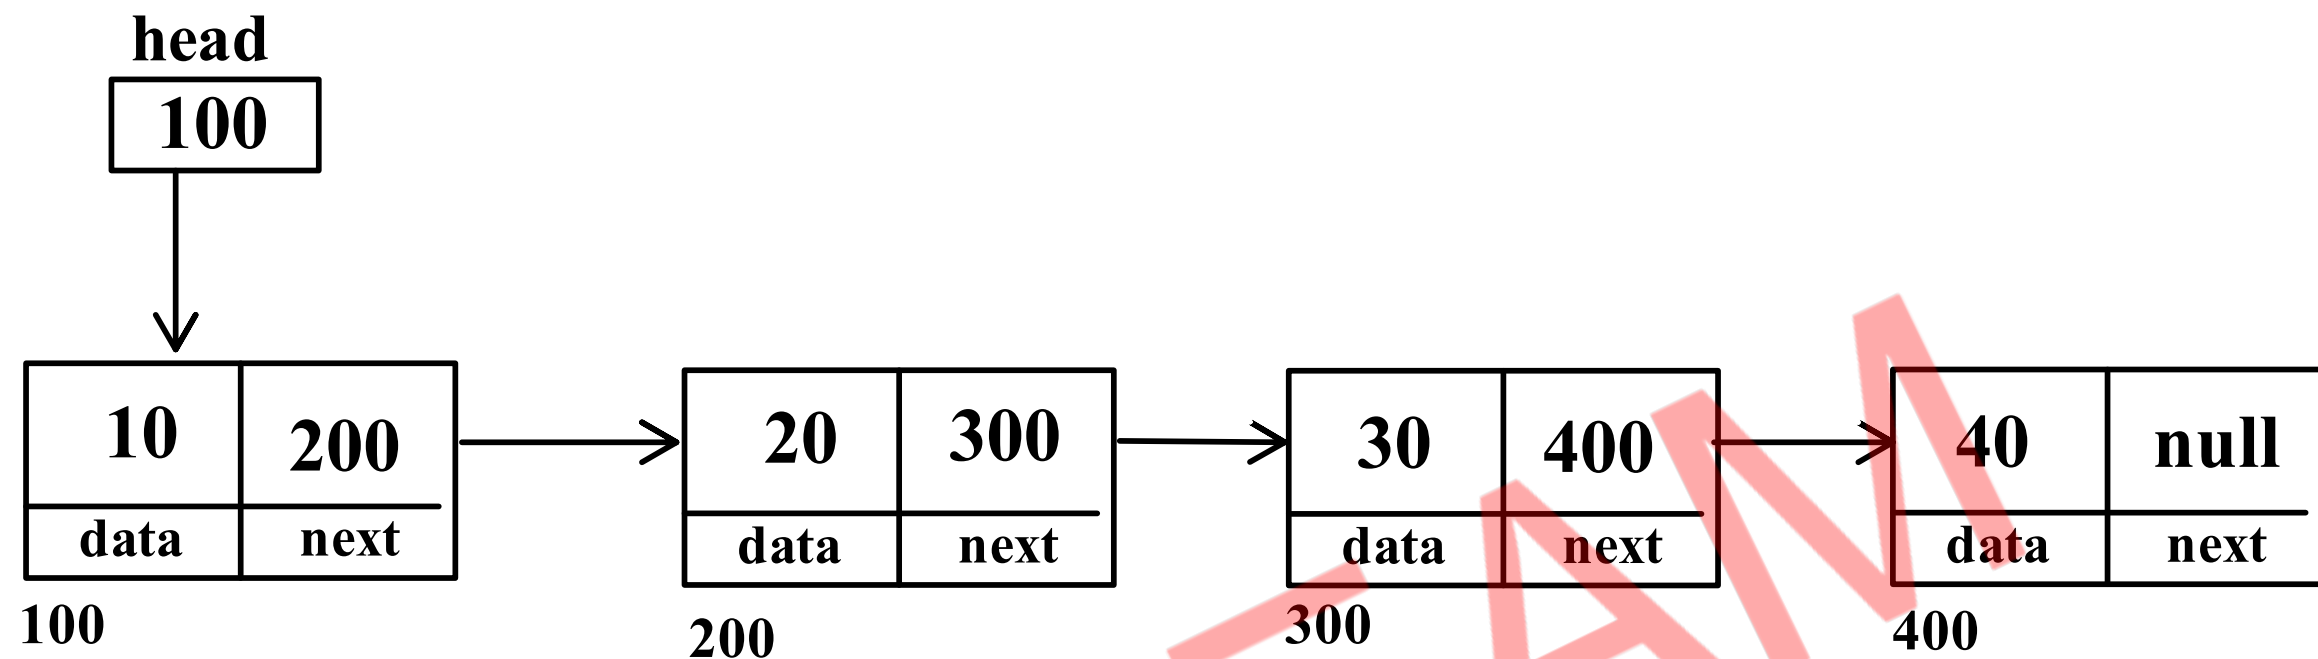 head
100
10 200 20 300 30 400 40 null
data next data next data next data next
100 200 300 400